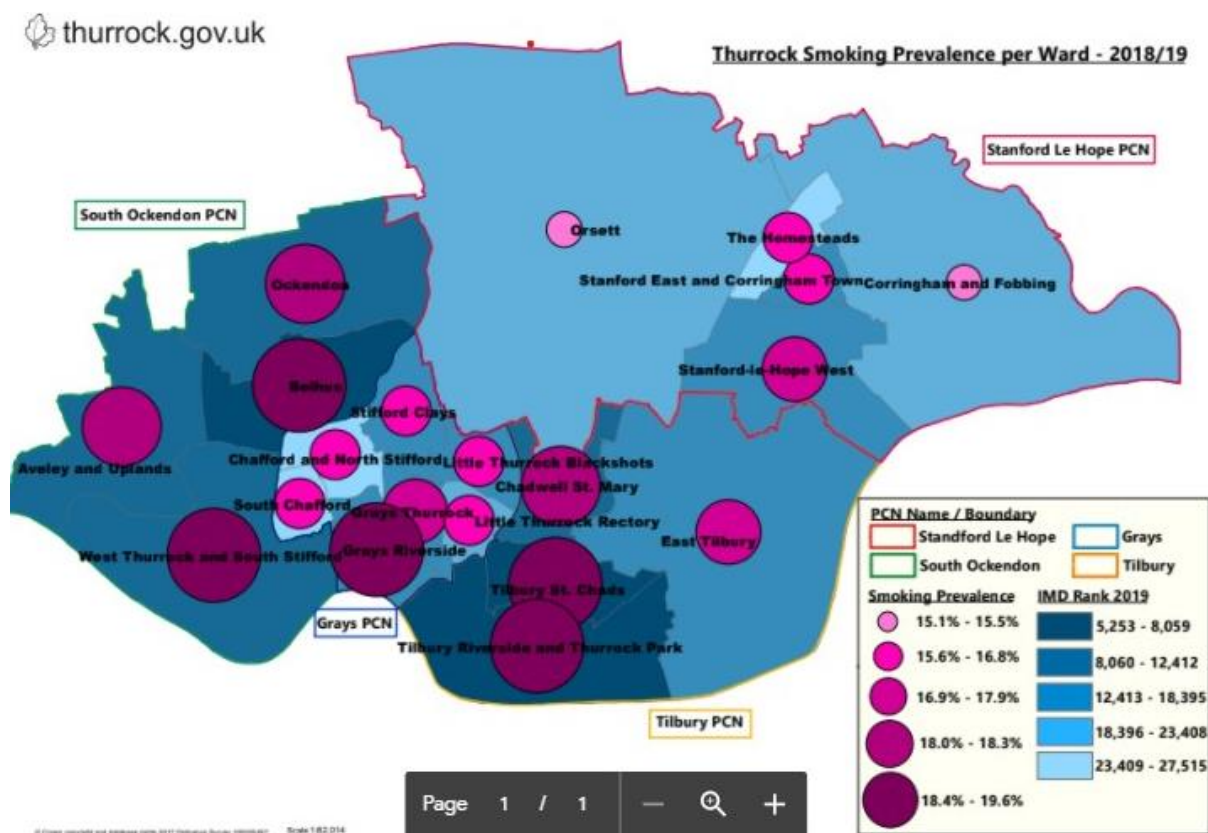 thurrock.gov.uk
Thurrock Smoking Prevalence per Ward - 2018/19
Stanford Le Hope PCN
South Ockendon PCN
Orsett
The Homesteads
Stanford East and Corringham Town
Corringham and Fobbing
Ockendon
Belhus
Stanford-le-Hope West
Stifford Clays
Aveley and Uplands
Chafford and North Stifford
Little Thurrock Blackshots
Chadwell St. Mary
South Chafford
Grays Thurrock
Little Thurrock Rectory
East Tilbury
West Thurrock and South Stifford
Grays Riverside
Tilbury St. Chads
Grays PCN
Tilbury Riverside and Thurrock Park
Tilbury PCN
PCN Name / Boundary
Standford Le Hope
Grays
South Ockendon
Tilbury
Smoking Prevalence
15.1% - 15.5%
15.6% - 16.8%
16.9% - 17.9%
18.0% - 18.3%
18.4% - 19.6%
IMD Rank 2019
5,253 - 8,059
8,060 - 12,412
12,413 - 18,395
18,396 - 23,408
23,409 - 27,515
Page 1 / 1